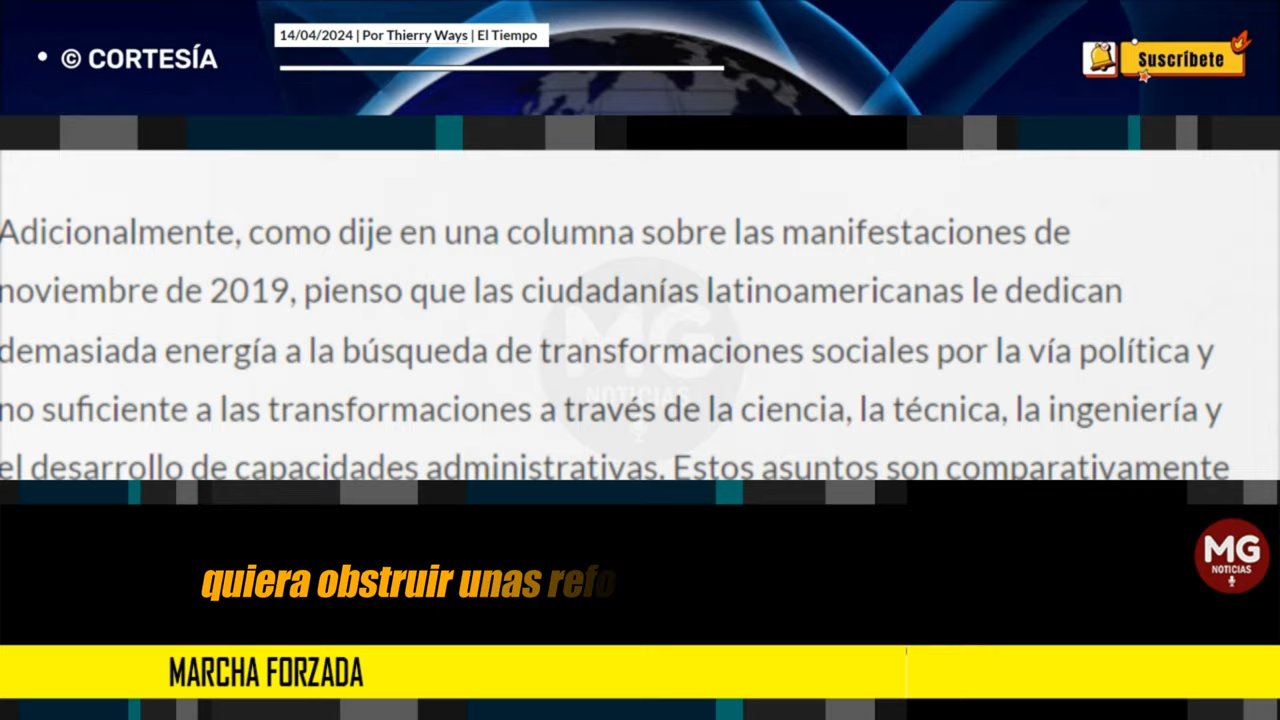 14/04/2024 | Por Thierry Ways | El Tiempo
• © CORTESÍA
Suscríbete
Adicionalmente, como dije en una columna sobre las manifestaciones de
noviembre de 2019, pienso que las ciudadanías latinoamericanas le dedican
demasiada energía a la búsqueda de transformaciones sociales por la vía política y
no suficiente a las transformaciones a través de la ciencia, la técnica, la ingeniería y
el desarrollo de capacidades administrativas. Estos asuntos son comparativamente
MG
NOTICIAS
quiera obstruir unas refo
MG
NOTICIAS
MARCHA FORZADA